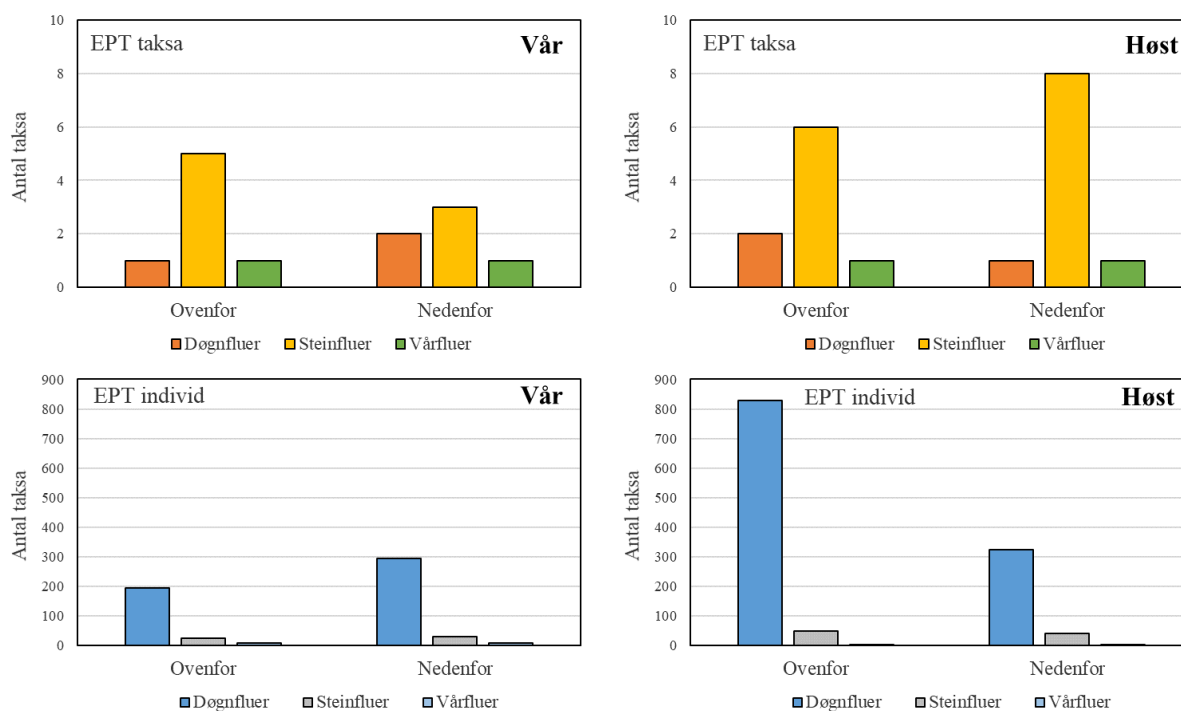 EPT taksa Vår
Antal taksa
10
8
6
4
2
0
Ovenfor Nedenfor
Døgnfluer Steinfluer Vårfluer
EPT taksa Høst
Antal taksa
10
8
6
4
2
0
Ovenfor Nedenfor
Døgnfluer Steinfluer Vårfluer
EPT individ Vår
Antal taksa
900
800
700
600
500
400
300
200
100
0
Ovenfor Nedenfor
Døgnfluer Steinfluer Vårfluer
EPT individ Høst
Antal taksa
900
800
700
600
500
400
300
200
100
0
Ovenfor Nedenfor
Døgnfluer Steinfluer Vårfluer